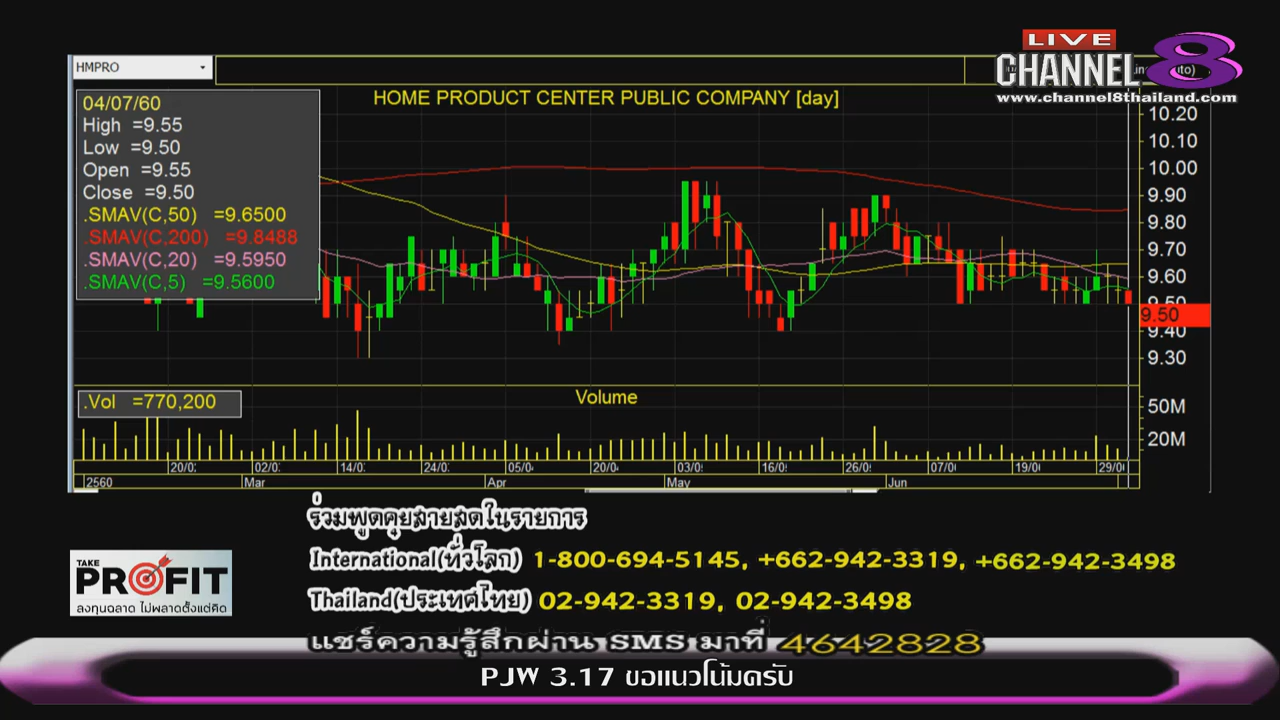 LIVE
CHANNEL 8
www.channel8thailand.com
HMPRO
HOME PRODUCT CENTER PUBLIC COMPANY [day]
04/07/60
High =9.55
Low =9.50
Open =9.55
Close =9.50
.SMAV(C,50) =9.6500
.SMAV(C,200) =9.8488
.SMAV(C,20) =9.5950
.SMAV(C,5) =9.5600
10.20
10.10
10.00
9.90
9.80
9.70
9.60
9.50
9.50
9.40
9.30
.Vol =770,200
Volume
50M
20M
20/0 02/0 14/0 24/0 05/0 20/0 03/0 16/0 26/0 07/0 19/0 29/0
2560 Mar Apr May Jun
ร่วมพูดคุยสายสดในรายการ
International(ทั่วโลก) 1-800-694-5145, +662-942-3319, +662-942-3498
Thailand(ประเทศไทย) 02-942-3319, 02-942-3498
TAKE
PROFIT
ลงทุนฉลาด ไม่พลาดตั้งแต่คิด
แชร์ความรู้สึกผ่าน SMS มาที่ 4642828
PJW 3.17 ขอแนวโน้มครับ